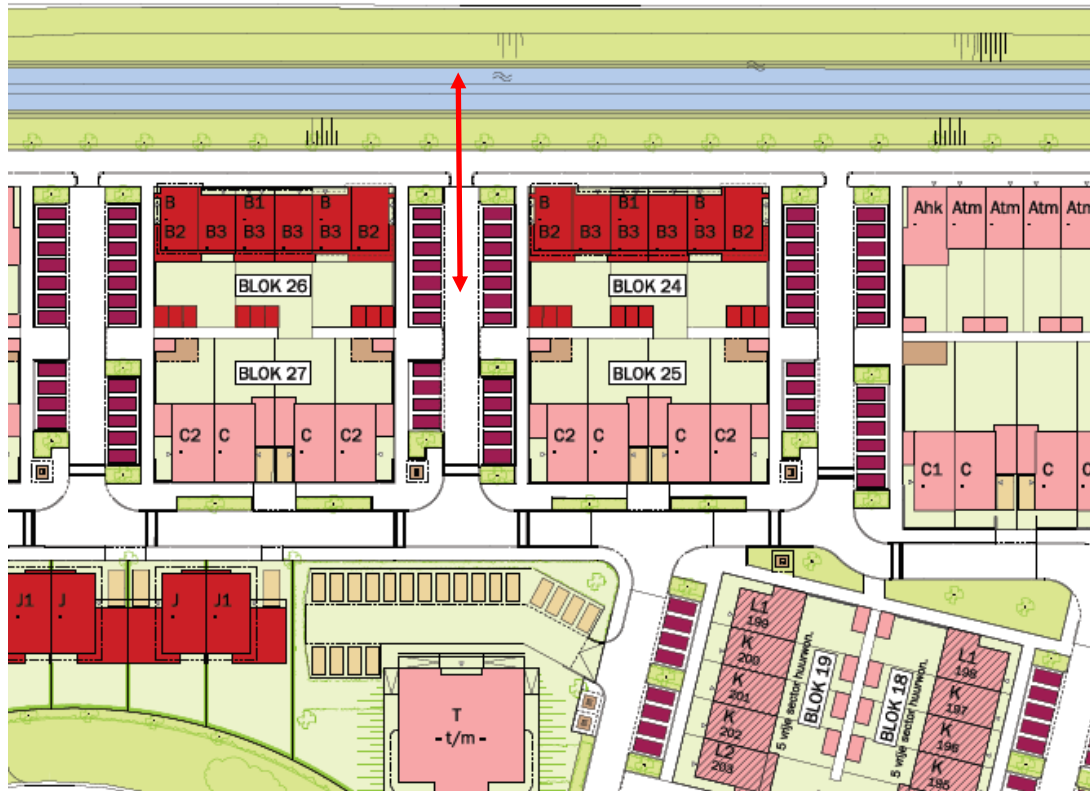 B B1 B
B2 B3 B3 B3 B3 B2
B B1 B
B2 B3 B3 B3 B3 B2
Ahk Atm Atm Atm Atm
BLOK 26
BLOK 24
BLOK 27
BLOK 25
C2 C C C2
C2 C C C2
C1 C C C
J1 J J J1
T
- t/m -
L1
199
K
200
K
201
K
202
L2
203
5 vrije sector huurwon.
BLOK 19
BLOK 18
5 vrije sector huurwon.
L1
198
K
197
K
196
K
195